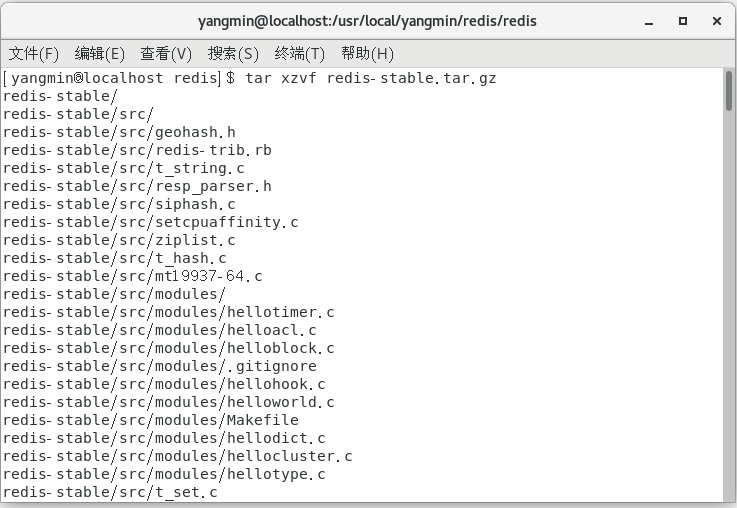 yangmin@localhost:/usr/local/yangmin/redis/redis
文件(F) 编辑(E) 查看(V) 搜索(S) 终端(T) 帮助(H)
[yangmin@localhost redis]$ tar xzvf redis-stable.tar.gz
redis-stable/
redis-stable/src/
redis-stable/src/geohash.h
redis-stable/src/redis-trib.rb
redis-stable/src/t_string.c
redis-stable/src/resp_parser.h
redis-stable/src/siphash.c
redis-stable/src/setcpuaffinity.c
redis-stable/src/ziplist.c
redis-stable/src/t_hash.c
redis-stable/src/mt19937-64.c
redis-stable/src/modules/
redis-stable/src/modules/hellotimer.c
redis-stable/src/modules/helloacl.c
redis-stable/src/modules/helloblock.c
redis-stable/src/modules/.gitignore
redis-stable/src/modules/hellohook.c
redis-stable/src/modules/helloworld.c
redis-stable/src/modules/Makefile
redis-stable/src/modules/hellodict.c
redis-stable/src/modules/hellocluster.c
redis-stable/src/modules/hellotype.c
redis-stable/src/t_set.c